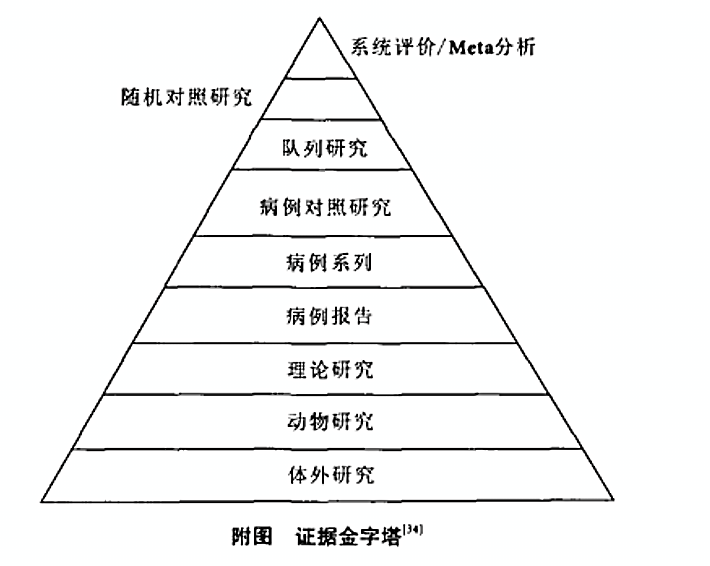 系统评价/Meta分析
随机对照研究
队列研究
病例对照研究
病例系列
病例报告
理论研究
动物研究
体外研究
附图 证据金字塔[34]